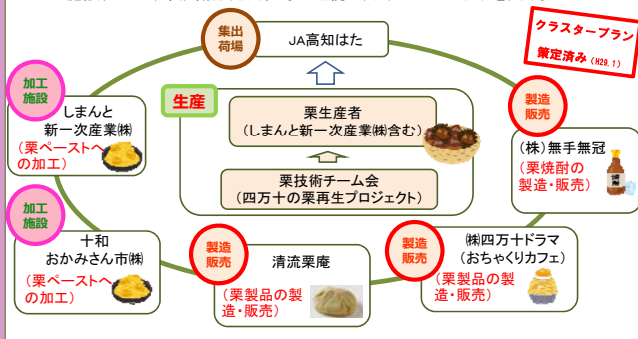 クラスタープラン
策定済み(H29.1)
集出
荷場
JA高知はた
加工
施設
しまんと
新一次産業㈱
(栗ペーストへ
の加工)
生産
栗生産者
(しまんと新一次産業㈱含む)
栗技術チーム会
(四万十の栗再生プロジェクト)
製造
販売
(株)無手無冠
(栗焼酎の
製造・販売)
加工
施設
十和
おかみさん市㈱
(栗ペーストへ
の加工)
製造
販売
清流栗庵
(栗製品の製
造・販売)
製造
販売
㈱四万十ドラマ
(おちゃくりカフェ)
(栗製品の製
造・販売)